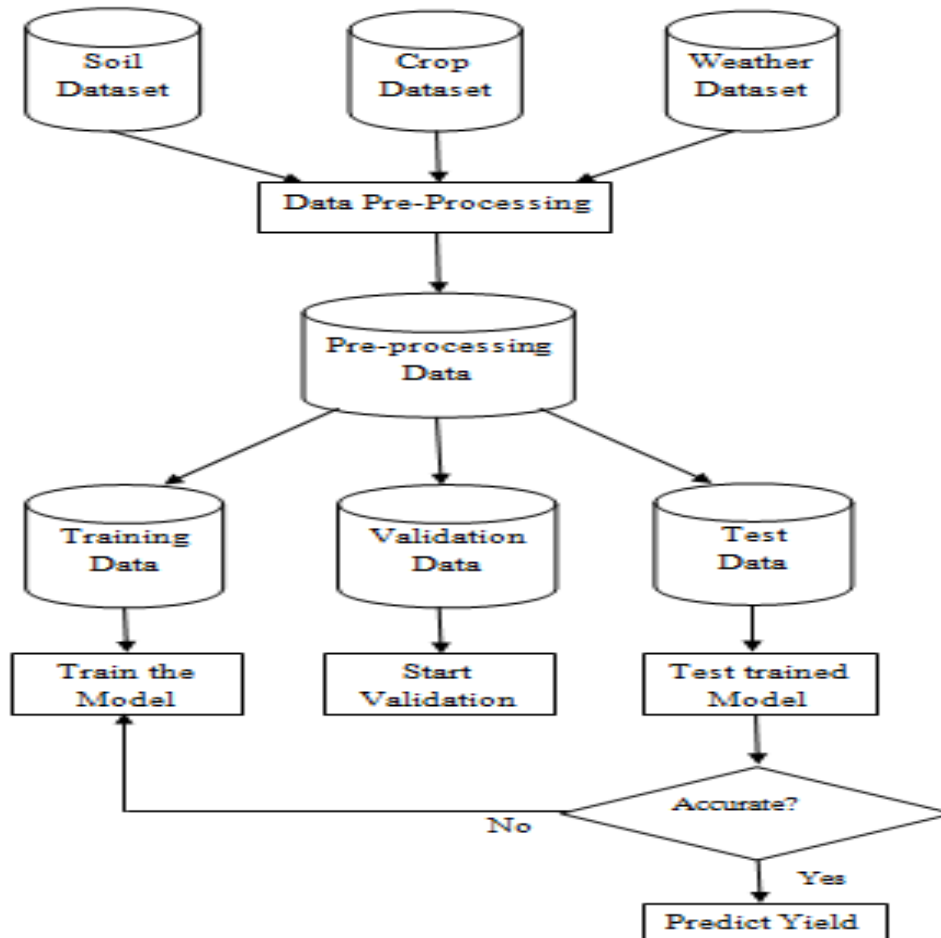 Soil
Dataset
Crop
Dataset
Weather
Dataset
Data Pre-Processing
Pre-processing
Data
Training
Data
Validation
Data
Test
Data
Train the
Model
Start
Validation
Test trained
Model
Accurate?
No
Yes
Predict Yield